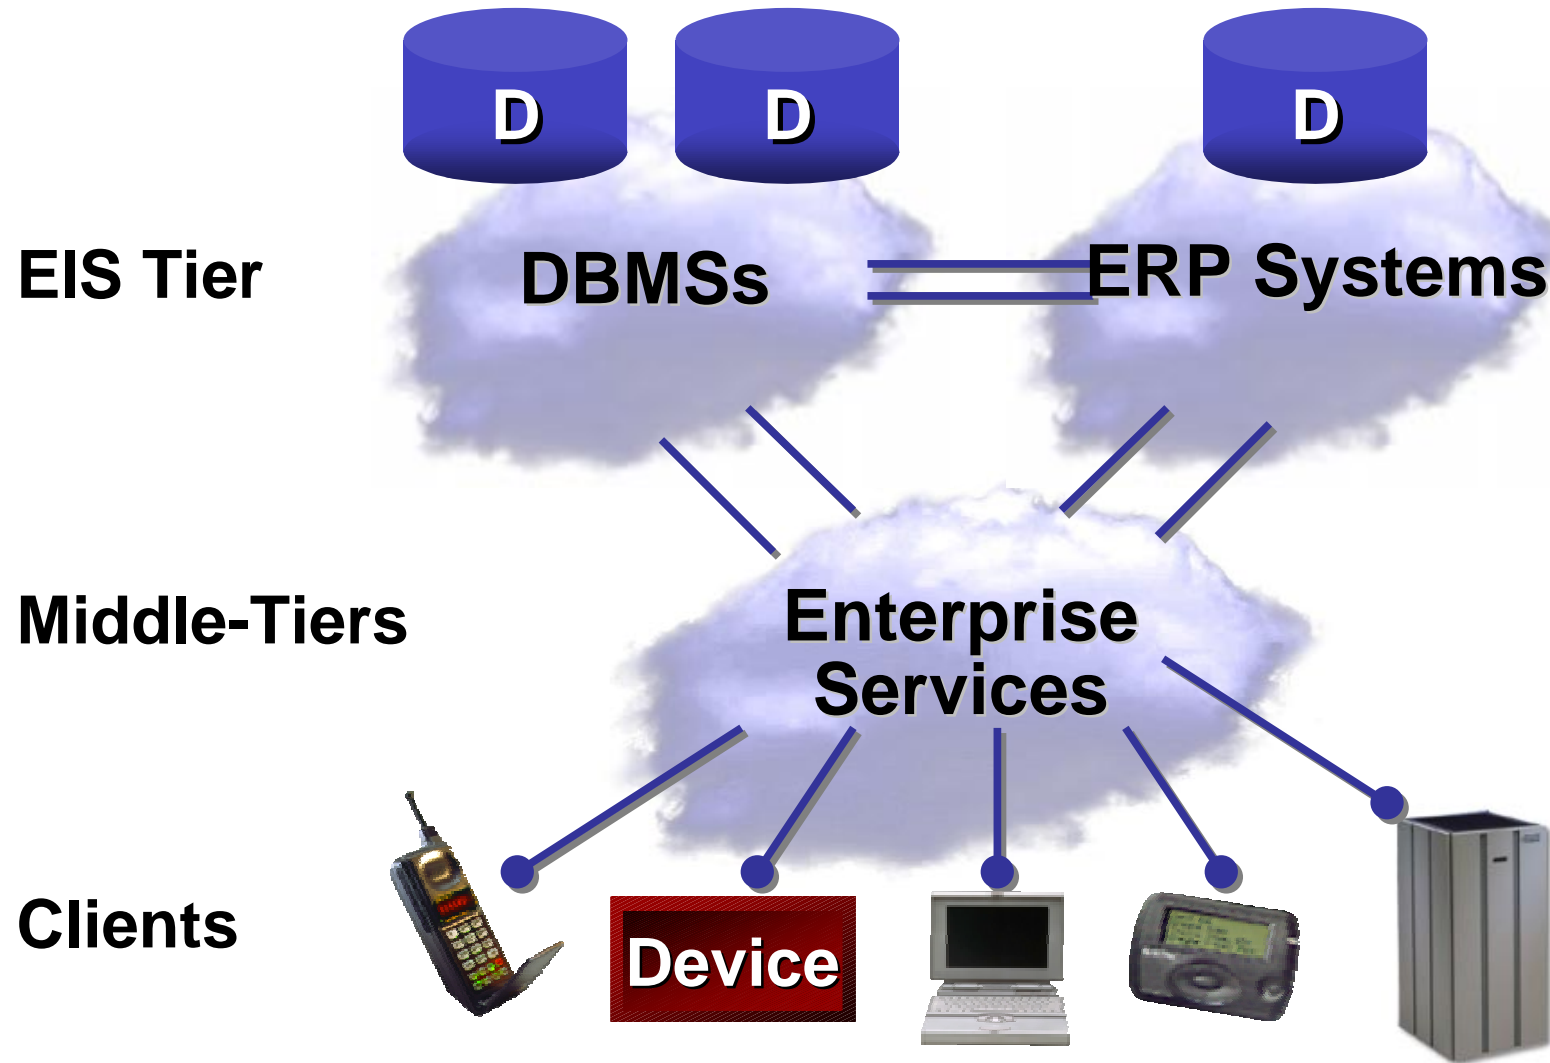 D
D
D
EIS Tier
DBMSs
ERP Systems
Middle-Tiers
Enterprise
Services
Clients
Device